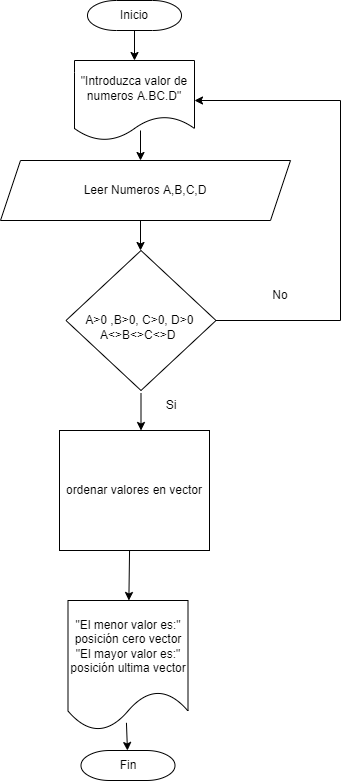 Inicio
"Introduzca valor de
numeros A.BC.D"
Leer Numeros A,B,C,D
No
A>0 ,B>0, C>0, D>0
A<>B<>C<>D
Si
ordenar valores en vector
"El menor valor es:"
posición cero vector
"El mayor valor es:"
posición ultima vector
Fin